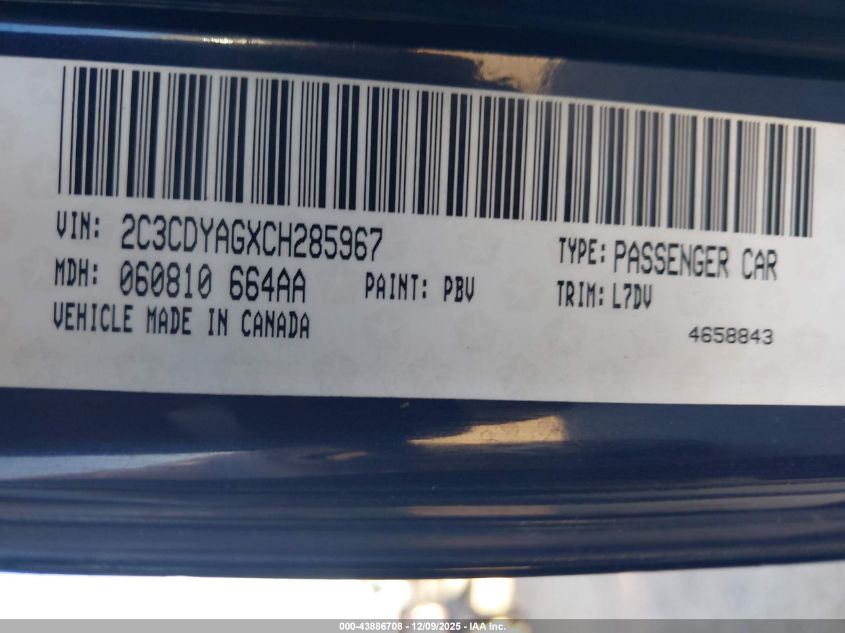 VIN: 2C3CDYAGXCH285967
TYPE: PASSENGER CAR
MDH: 060810 664AA
PAINT: PBV
TRIM: L7DV
VEHICLE MADE IN CANADA
4658843
000-43886708 - 12/09/2025 - IAA Inc.